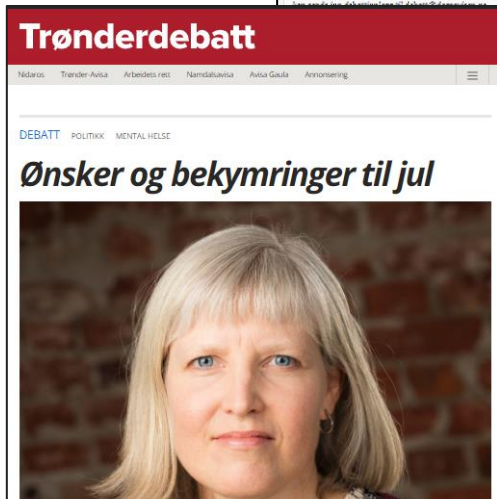 Trønderdebatt
Nidaros Trønder-Avisa Arbeidets rett Namdalsavisa Avisa Gaula Annonsering
DEBATT POLITIKK MENTAL HELSE
Ønsker og bekymringer til jul